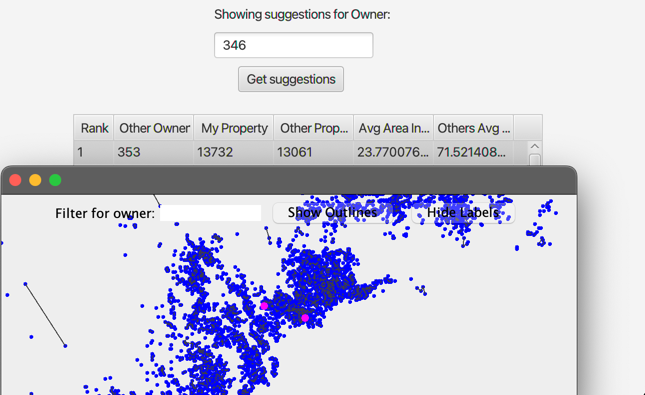 Showing suggestions for Owner:
346
Get suggestions
Rank Other Owner My Property Other Prop... Avg Area In... Others Avg ...
1 353 13732 13061 23.770076... 71.521408...
Filter for owner: Show Outlines Hide Labels